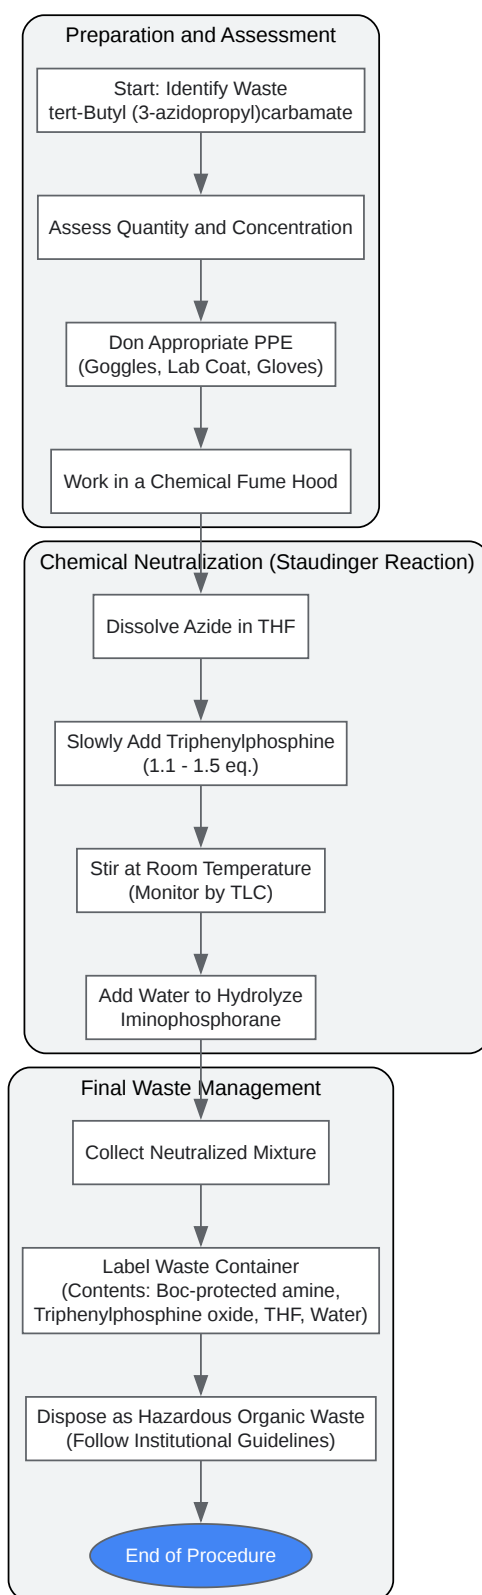 Preparation and Assessment
Start: Identify Waste
tert-Butyl (3-azidopropyl)carbamate
Assess Quantity and Concentration
Don Appropriate PPE
(Goggles, Lab Coat, Gloves)
Work in a Chemical Fume Hood
Chemical Neutralization (Staudinger Reaction)
Dissolve Azide in THF
Slowly Add Triphenylphosphine
(1.1 - 1.5 eq.)
Stir at Room Temperature
(Monitor by TLC)
Add Water to Hydrolyze
Iminophosphorane
Final Waste Management
Collect Neutralized Mixture
Label Waste Container
(Contents: Boc-protected amine,
Triphenylphosphine oxide, THF, Water)
Dispose as Hazardous Organic Waste
(Follow Institutional Guidelines)
End of Procedure